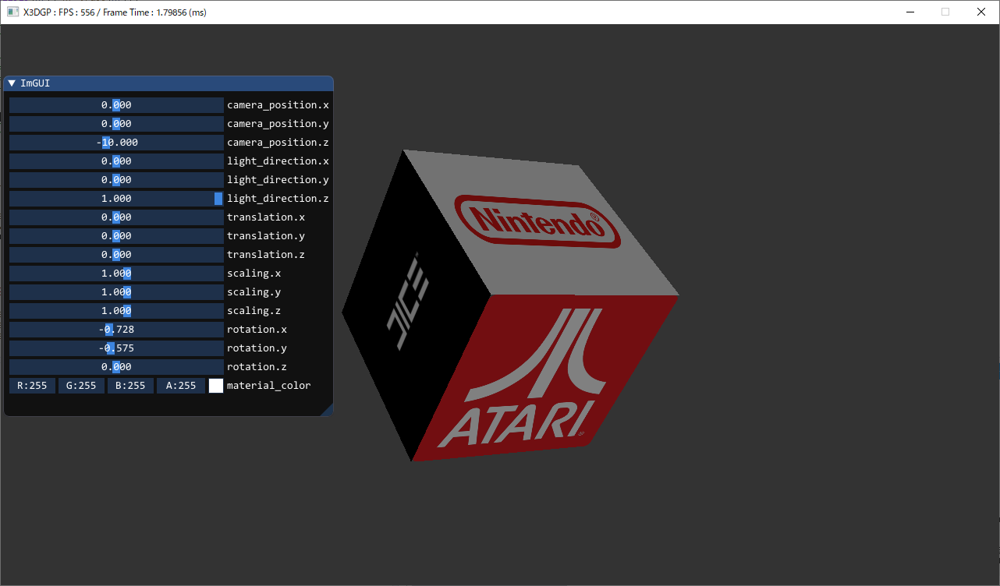 X3DGP : FPS : 556 / Frame Time : 1.79856 (ms)
ImGUI
0.000 camera_position.x
0.000 camera_position.y
-10.000 camera_position.z
0.000 light_direction.x
0.000 light_direction.y
1.000 light_direction.z
0.000 translation.x
0.000 translation.y
0.000 translation.z
1.000 scaling.x
1.000 scaling.y
1.000 scaling.z
-0.728 rotation.x
-0.575 rotation.y
0.000 rotation.z
R:255 G:255 B:255 A:255 material_color
Nintendo®
DICE
ATARI®